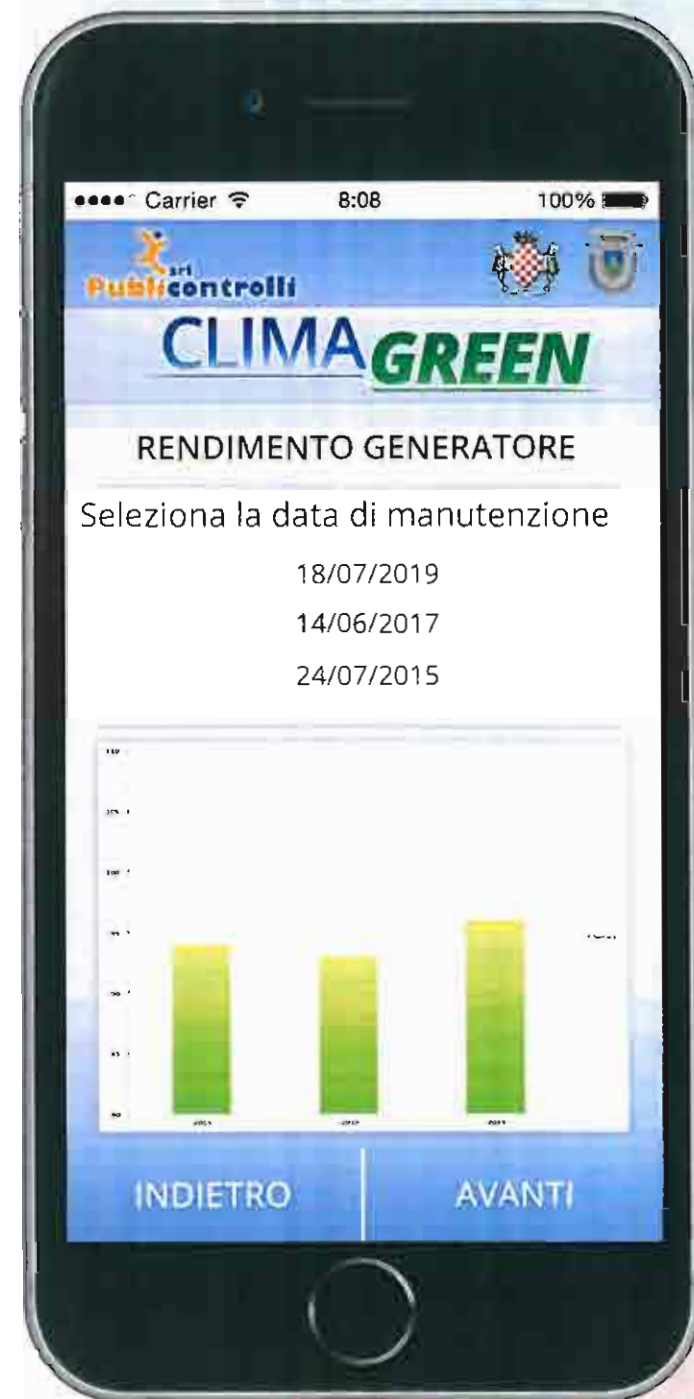 Carrier 8:08 100%
srl
Publicontrolli
CLIMAGREEN
RENDIMENTO GENERATORE
Seleziona la data di manutenzione
18/07/2019
14/06/2017
24/07/2015
INDIETRO AVANTI